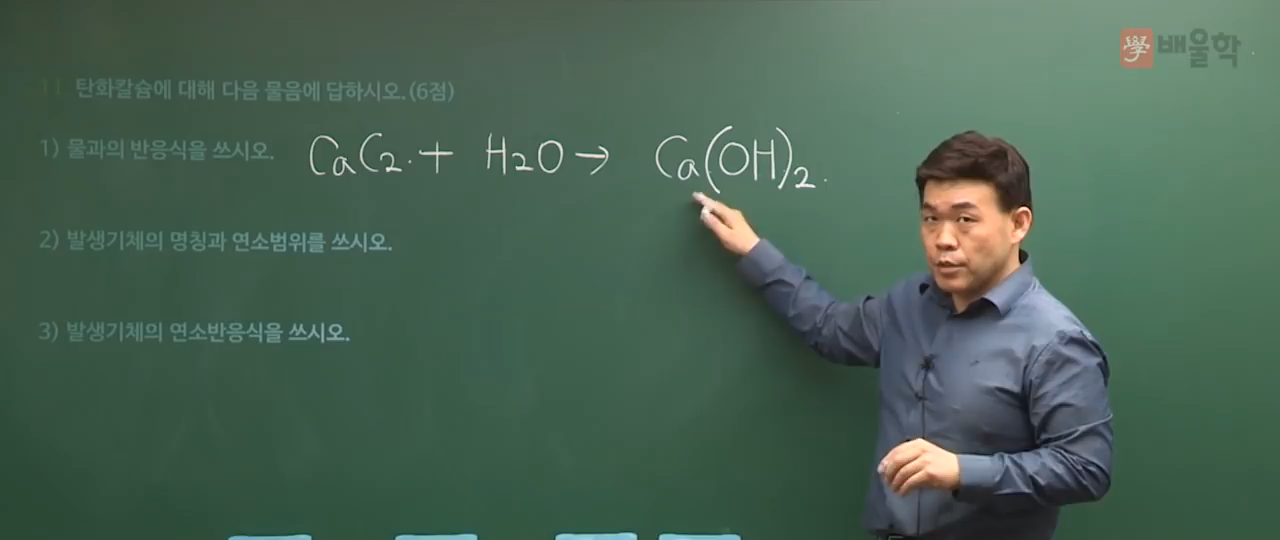 學 배울학
11 탄화칼슘에 대해 다음 물음에 답하시오. (6점)
1) 물과의 반응식을 쓰시오. CaC2 + H2O → Ca(OH)2
2) 발생기체의 명칭과 연소범위를 쓰시오.
3) 발생기체의 연소반응식을 쓰시오.